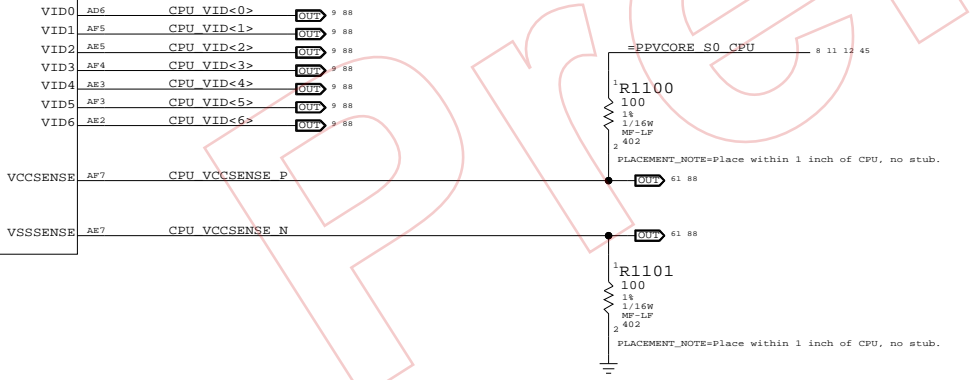 VID0 AD6 CPU_VID<0> OUT 9 88
VID1 AF5 CPU_VID<1> OUT 9 88
VID2 AE5 CPU_VID<2> OUT 9 88
VID3 AF4 CPU_VID<3> OUT 9 88
VID4 AE3 CPU_VID<4> OUT 9 88
VID5 AF3 CPU_VID<5> OUT 9 88
VID6 AE2 CPU_VID<6> OUT 9 88
=PPVCORE_S0_CPU 8 11 12 45
1
R1100
100
1%
1/16W
MF-LF
402
2
PLACEMENT_NOTE=Place within 1 inch of CPU, no stub.
VCCSENSE AF7 CPU_VCCSENSE_P OUT 61 88
VSSSENSE AE7 CPU_VCCSENSE_N OUT 61 88
1
R1101
100
1%
1/16W
MF-LF
402
2
PLACEMENT_NOTE=Place within 1 inch of CPU, no stub.